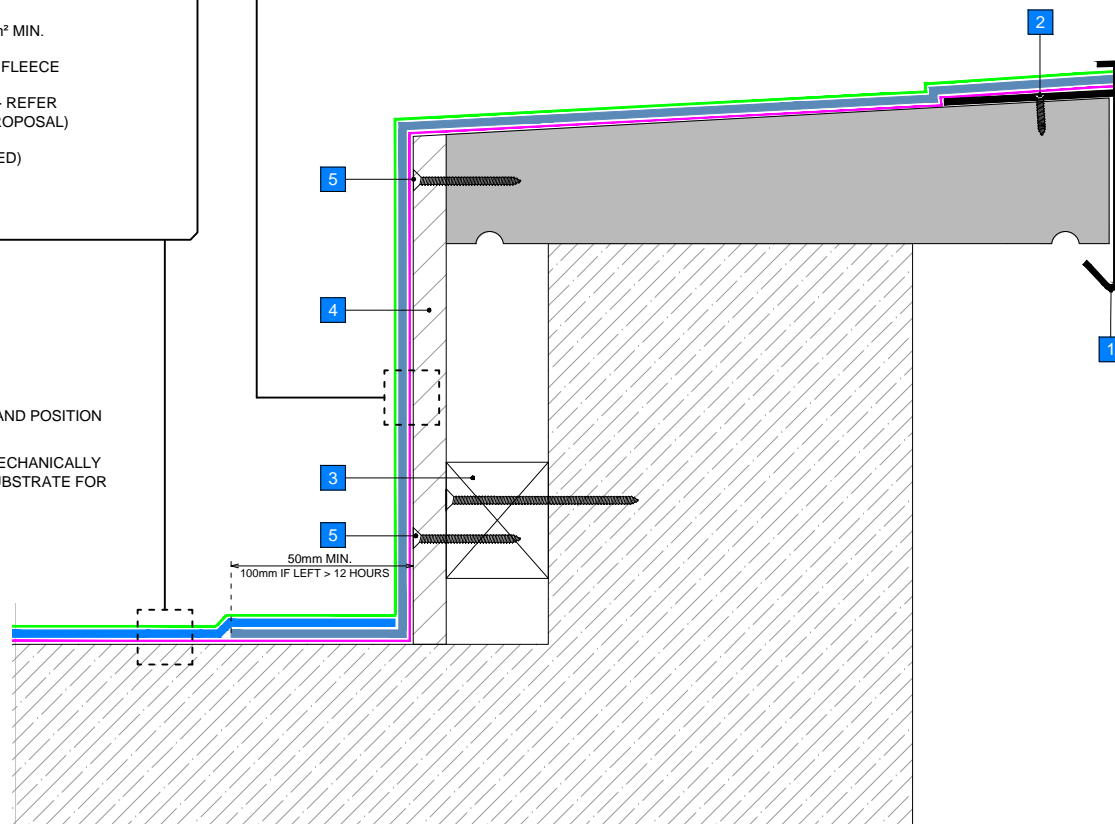 m² MIN.
FLEECE
- REFER
ROPOSAL)
ED)
AND POSITION
ECHANICALLY
UBSTRATE FOR
2
5
4
3
5
1
50mm MIN.
100mm IF LEFT > 12 HOURS